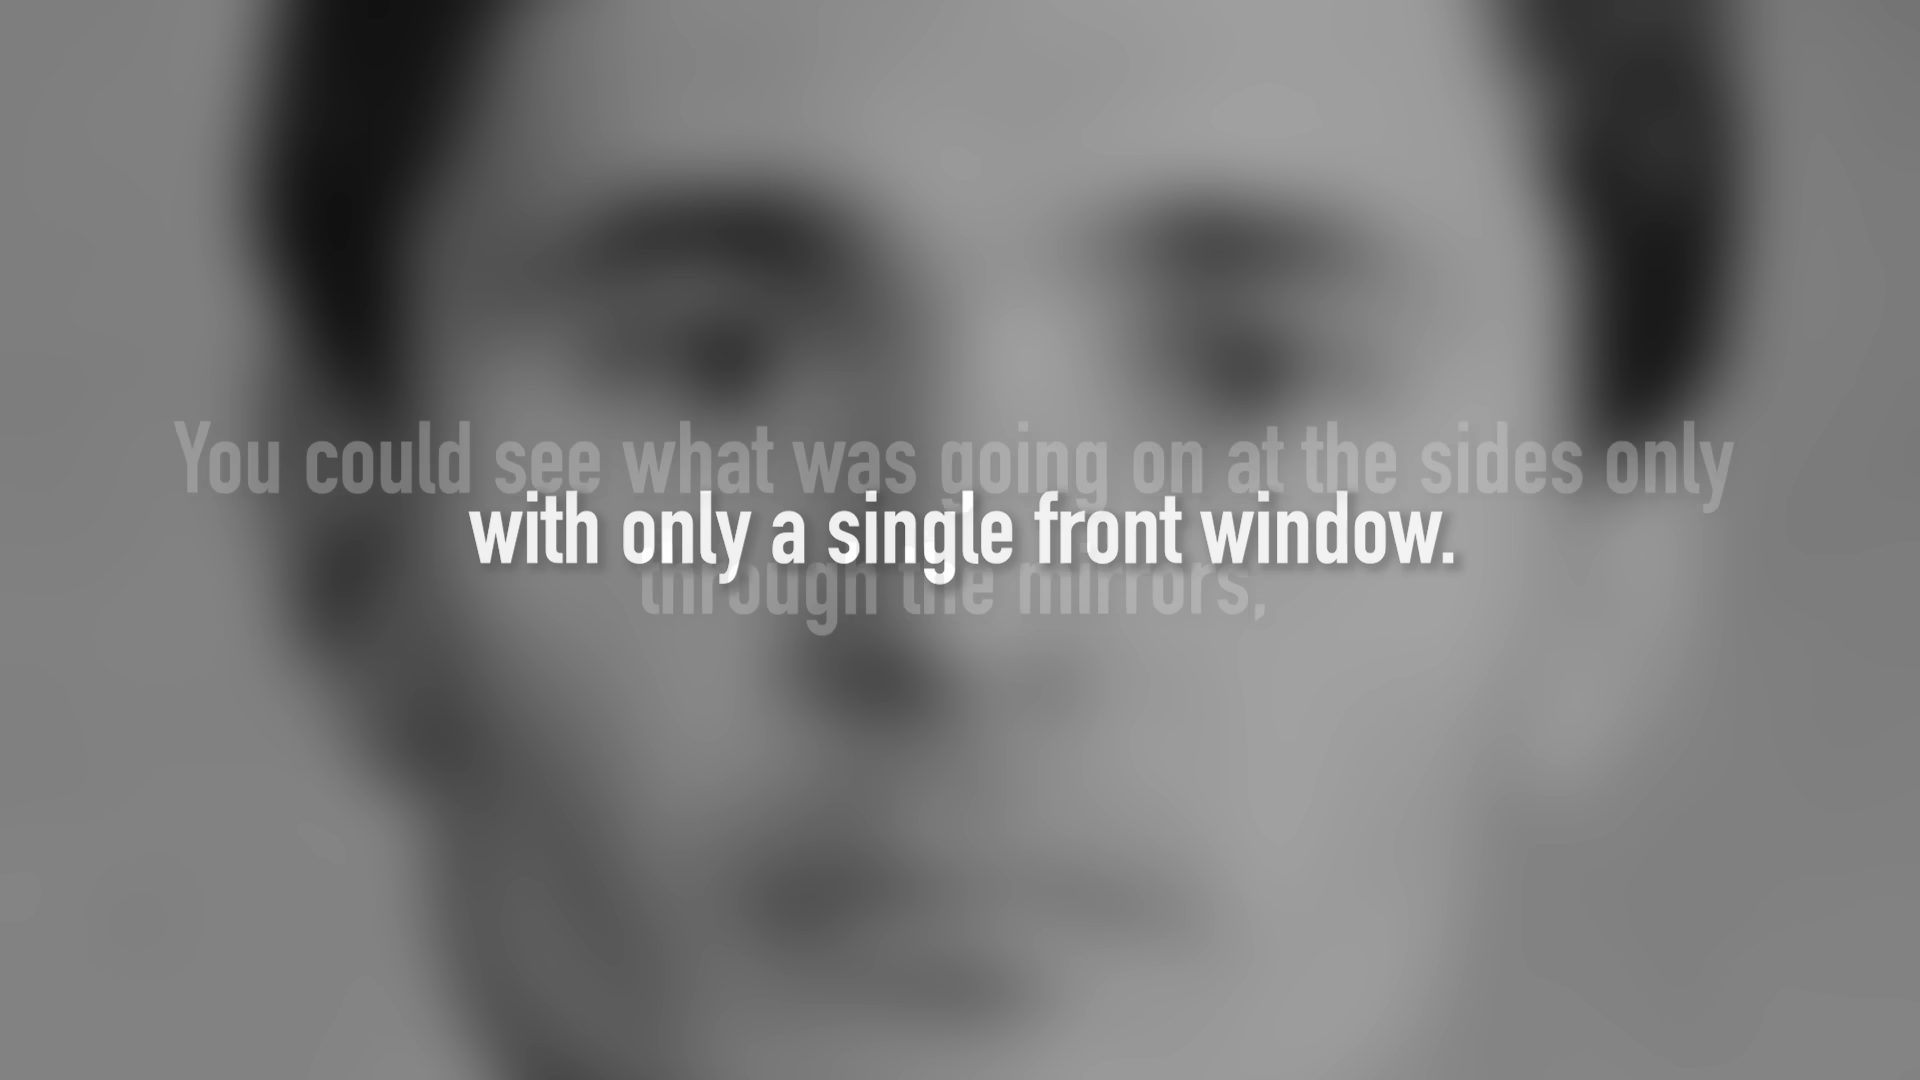 You could see what was going on at the sides only
with only a single front window.
through the mirrors,